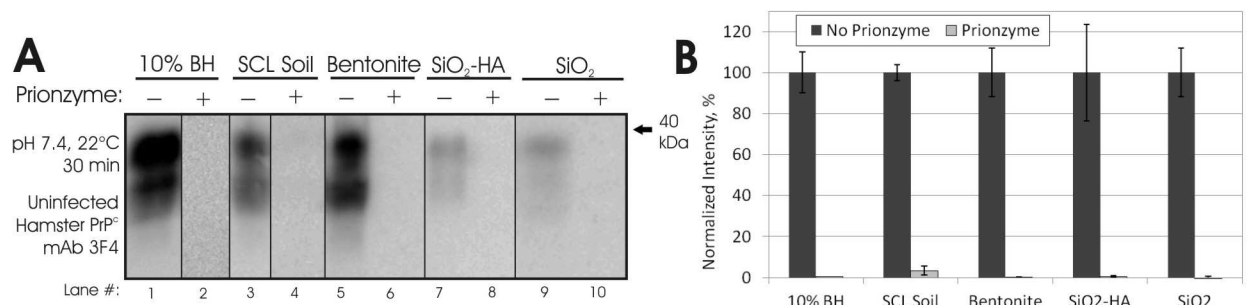 A
10% BH SCL Soil Bentonite SiO₂-HA SiO₂
Prionzyme: – + – + – + – + – +
pH 7.4, 22°C
30 min
Uninfected
Hamster PrPᶜ
mAb 3F4
40
kDa
Lane #: 1 2 3 4 5 6 7 8 9 10
B
No Prionzyme Prionzyme
Normalized Intensity, %
120
100
80
60
40
20
0
10% BH SCL Soil Bentonite SiO2-HA SiO2